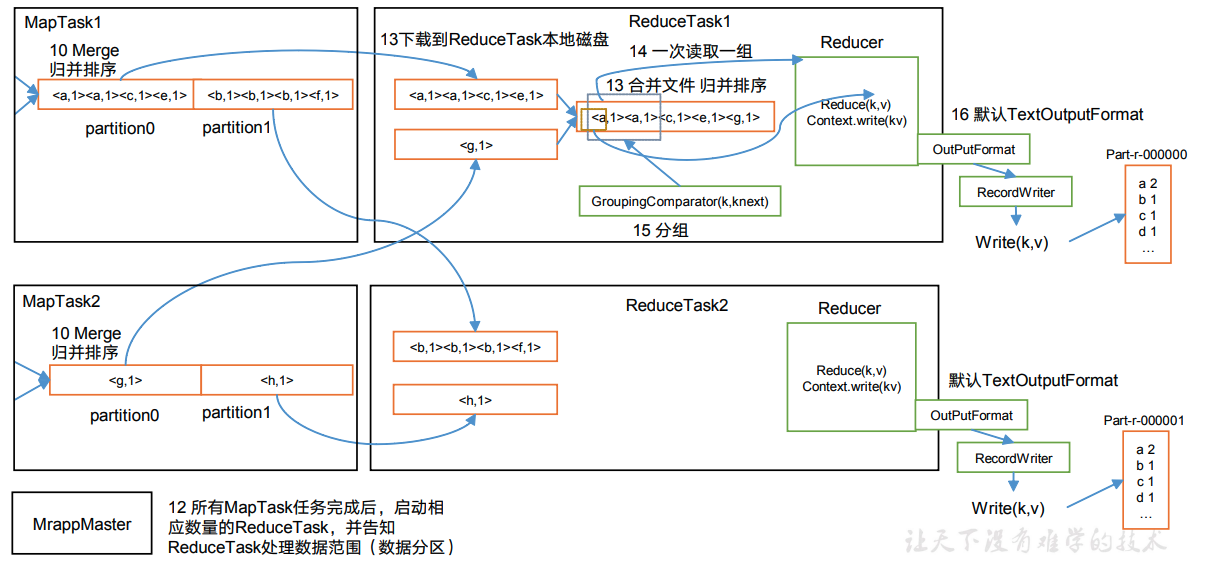 MapTask1
10 Merge
归并排序
<a,1><a,1><c,1><e,1>
<b,1><b,1><b,1><f,1>
partition0
partition1
ReduceTask1
13下载到ReduceTask本地磁盘
14 一次读取一组
Reducer
<a,1><a,1><c,1><e,1>
13 合并文件 归并排序
<a,1><a,1><c,1><e,1><g,1>
<g,1>
Reduce(k,v)
Context.write(kv)
GroupingComparator(k,knext)
15 分组
16 默认TextOutputFormat
OutPutFormat
RecordWriter
Write(k,v)
Part-r-000000
a 2
b 1
c 1
d 1
...
MapTask2
10 Merge
归并排序
<g,1>
<h,1>
partition0
partition1
ReduceTask2
Reducer
<b,1><b,1><b,1><f,1>
<h,1>
Reduce(k,v)
Context.write(kv)
默认TextOutputFormat
OutPutFormat
RecordWriter
Write(k,v)
Part-r-000001
a 2
b 1
c 1
d 1
...
MrappMaster
12 所有MapTask任务完成后，启动相
应数量的ReduceTask，并告知
ReduceTask处理数据范围（数据分区）
让天下没有难学的技术